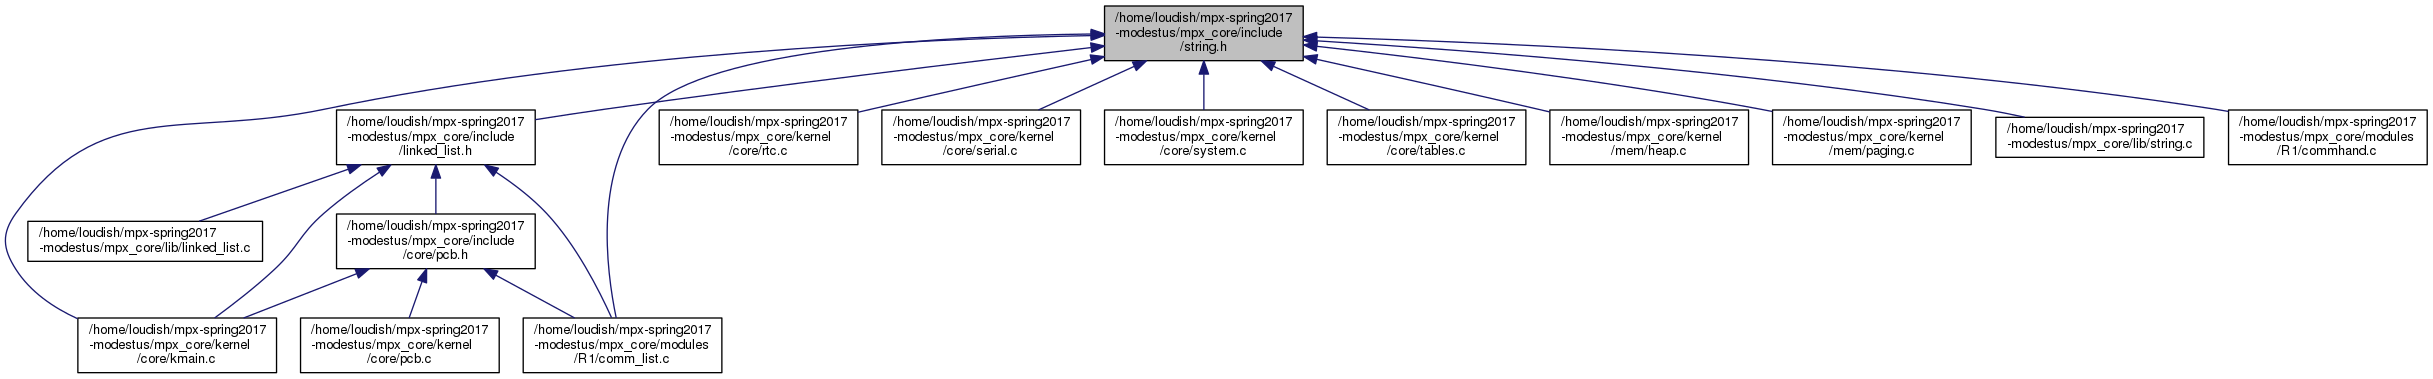 /home/loudish/mpx-spring2017
-modestus/mpx_core/include
/string.h
/home/loudish/mpx-spring2017
-modestus/mpx_core/include
/linked_list.h
/home/loudish/mpx-spring2017
-modestus/mpx_core/kernel
/core/rtc.c
/home/loudish/mpx-spring2017
-modestus/mpx_core/kernel
/core/serial.c
/home/loudish/mpx-spring2017
-modestus/mpx_core/kernel
/core/system.c
/home/loudish/mpx-spring2017
-modestus/mpx_core/kernel
/core/tables.c
/home/loudish/mpx-spring2017
-modestus/mpx_core/kernel
/mem/heap.c
/home/loudish/mpx-spring2017
-modestus/mpx_core/kernel
/mem/paging.c
/home/loudish/mpx-spring2017
-modestus/mpx_core/lib/string.c
/home/loudish/mpx-spring2017
-modestus/mpx_core/modules
/R1/commhand.c
/home/loudish/mpx-spring2017
-modestus/mpx_core/lib/linked_list.c
/home/loudish/mpx-spring2017
-modestus/mpx_core/include
/core/pcb.h
/home/loudish/mpx-spring2017
-modestus/mpx_core/kernel
/core/kmain.c
/home/loudish/mpx-spring2017
-modestus/mpx_core/kernel
/core/pcb.c
/home/loudish/mpx-spring2017
-modestus/mpx_core/modules
/R1/comm_list.c